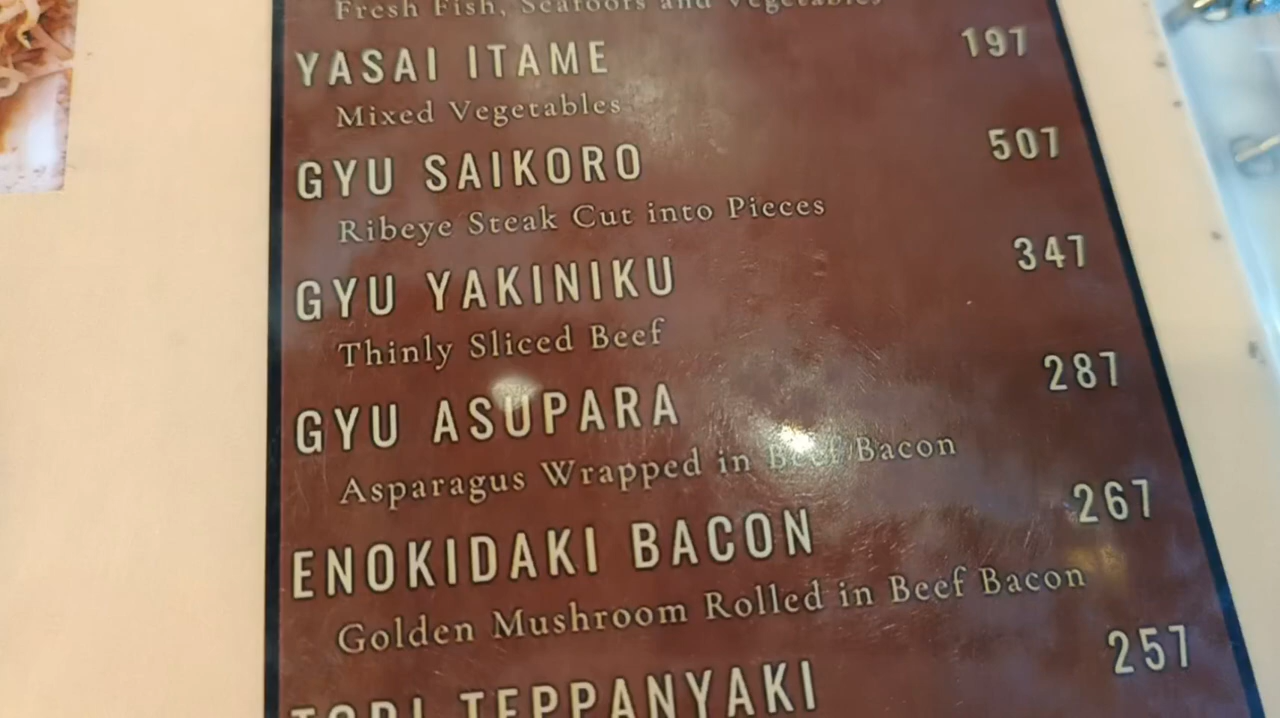 Fresh Fish, Seafoors and Vegetables
YASAI ITAME 197
Mixed Vegetables
GYU SAIKORO 507
Ribeye Steak Cut into Pieces
GYU YAKINIKU 347
Thinly Sliced Beef
GYU ASUPARA 287
Asparagus Wrapped in Beef Bacon
ENOKIDAKI BACON 267
Golden Mushroom Rolled in Beef Bacon
TORI TEPPANYAKI 257